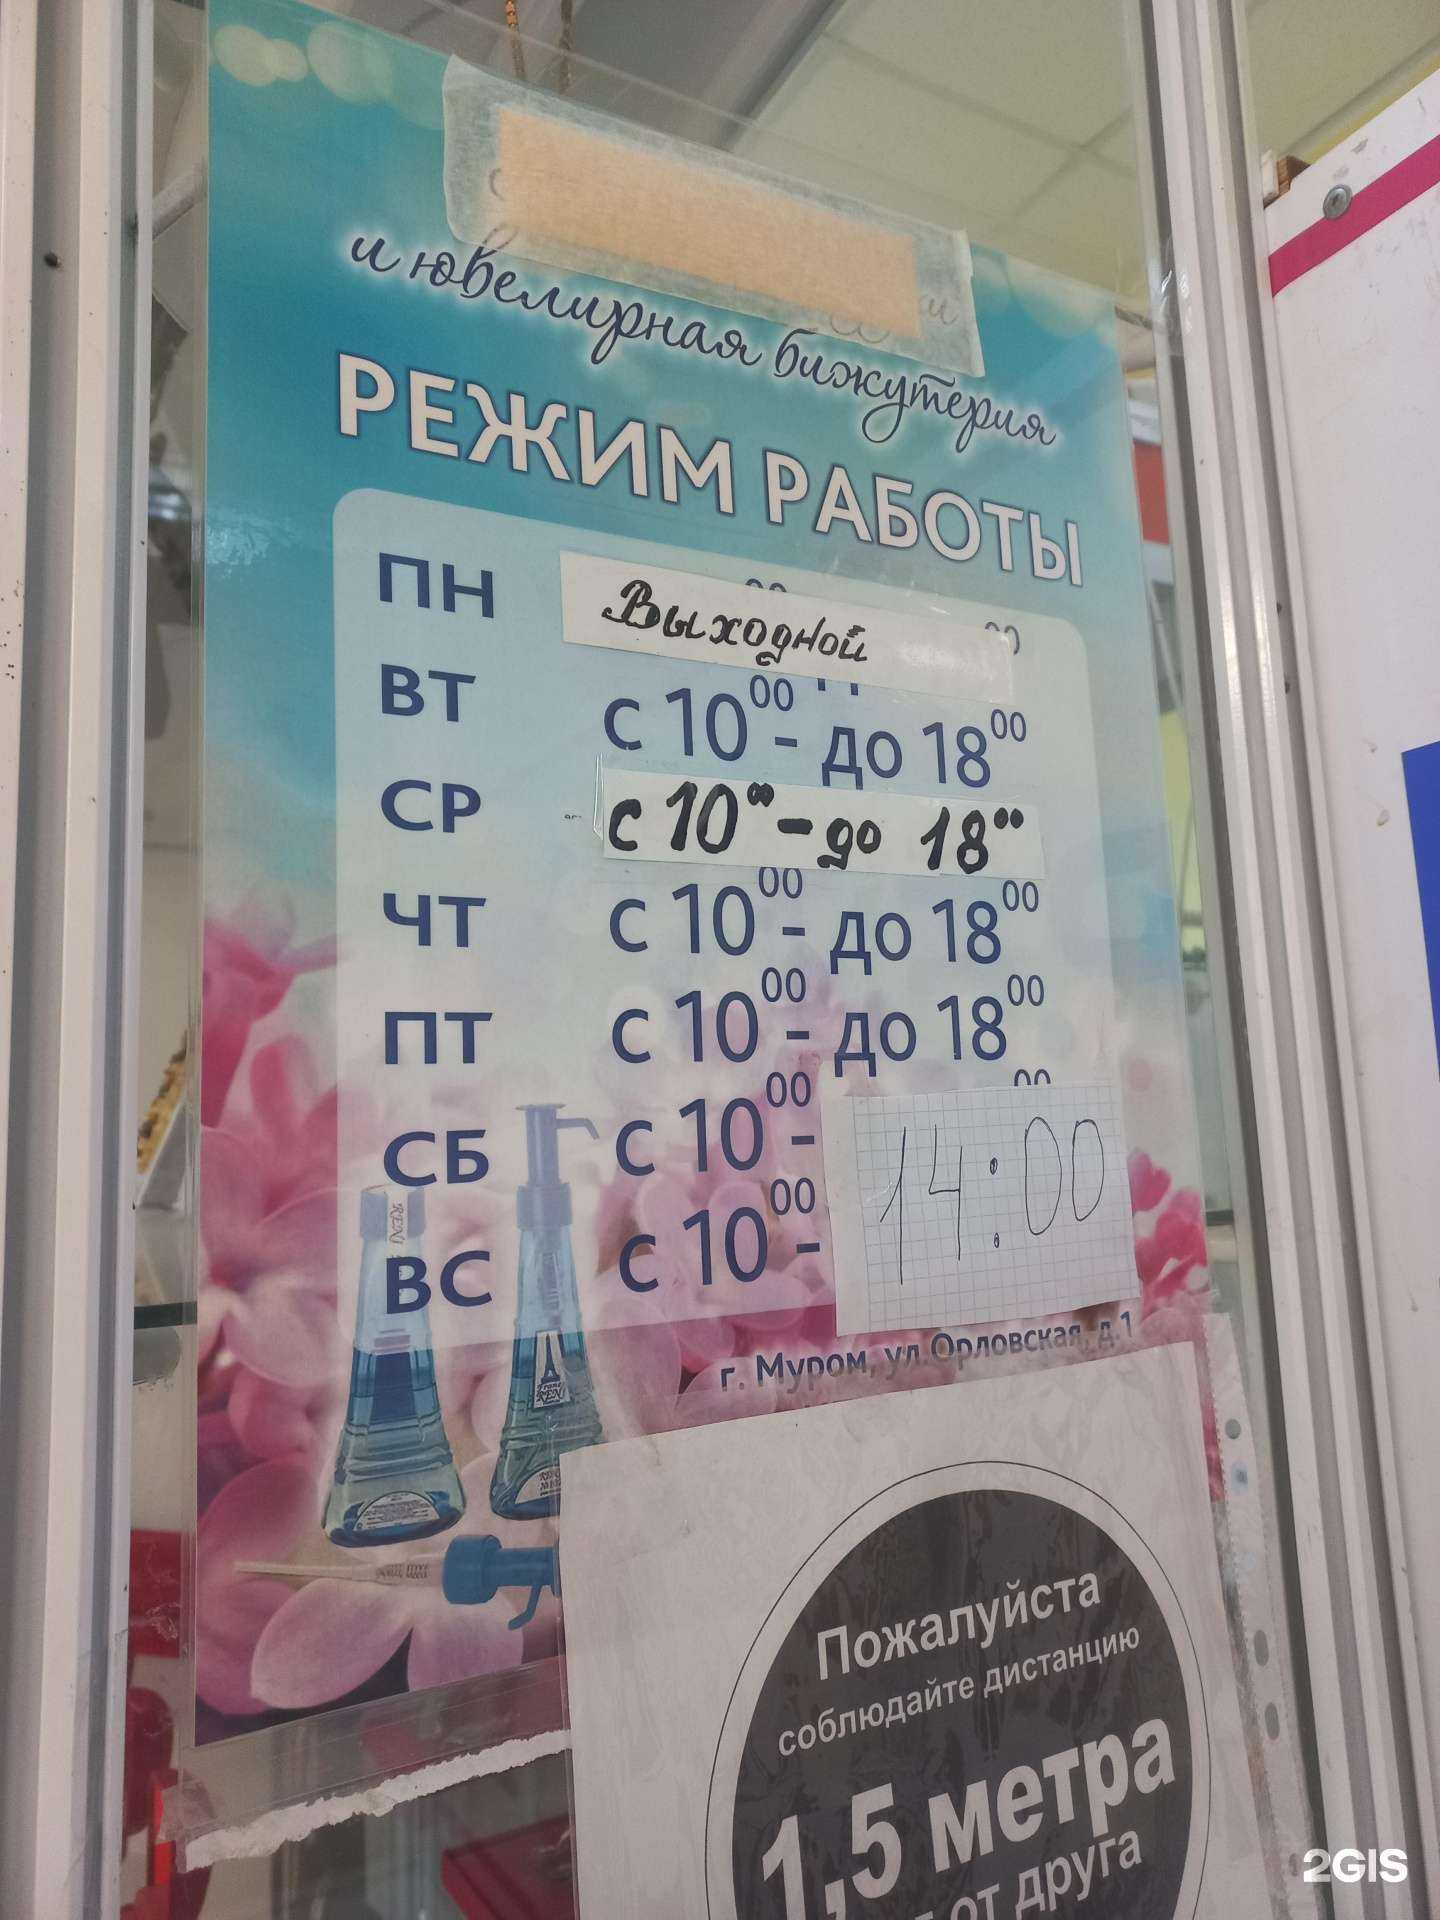 и ювелирная бижутерия
РЕЖИМ РАБОТЫ
ПН Выходной
ВТ с 10⁰⁰ - до 18⁰⁰
СР с 10⁰⁰ - до 18⁰⁰
ЧТ с 10⁰⁰ - до 18⁰⁰
ПТ с 10⁰⁰ - до 18⁰⁰
СБ с 10⁰⁰ -
14:00
ВС с 10⁰⁰ -
г. Муром, ул.Орловская, д.1
Пожалуйста
соблюдайте дистанцию
1,5 метра
от друга
2GIS